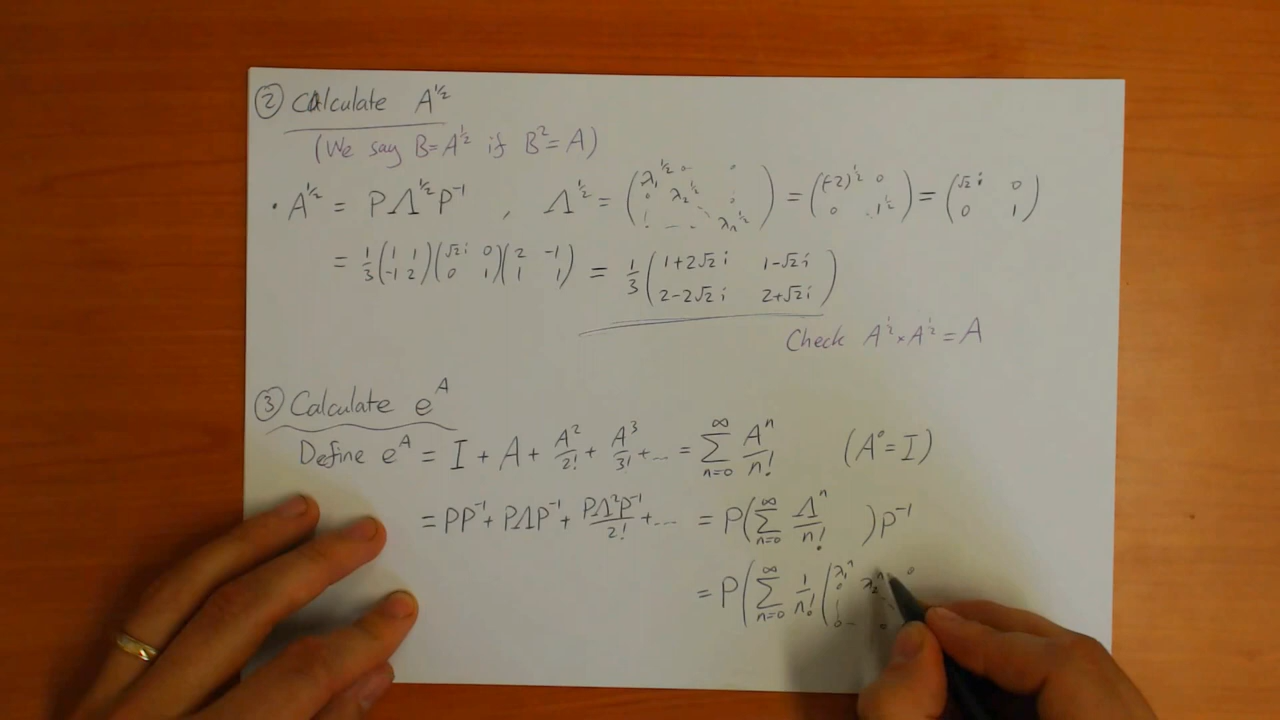 ② Calculate A^½
(We say B=A^½ if B²=A)
• A^½ = PΛ^½P⁻¹ , Λ^½ = (λ₁^½ 0 0 0 λ₂^½ λₙ^½) = ((-2)^½ 0 0 1^½) = (√2 i 0 0 1)
= 1/3 (1 1 -1 2)(√2 i 0 0 1)(2 -1 1 1) = 1/3 (1+2√2 i 1-√2 i 2-2√2 i 2+√2 i)
Check A^½ × A^½ = A
③ Calculate e^A
Define e^A = I + A + A²/2! + A³/3! + ... = ∑_{n=0}^∞ Aⁿ/n! (A⁰=I)
= PP⁻¹ + PΛP⁻¹ + PΛ²P⁻¹/2! + ... = P(∑_{n=0}^∞ Λⁿ/n! )P⁻¹
= P(∑_{n=0}^∞ 1/n! (λ₁ⁿ 0 0 λ₂ⁿ 0 0